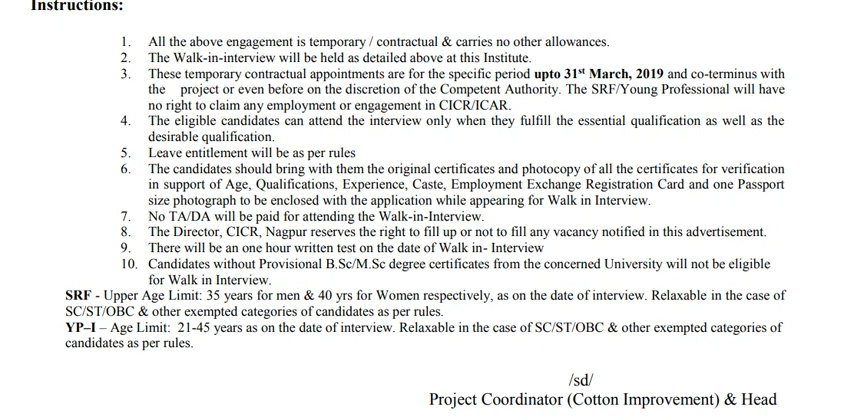 Instructions:
1. All the above engagement is temporary / contractual & carries no other allowances.
2. The Walk-in-interview will be held as detailed above at this Institute.
3. These temporary contractual appointments are for the specific period upto 31st March, 2019 and co-terminus with
the project or even before on the discretion of the Competent Authority. The SRF/Young Professional will have
no right to claim any employment or engagement in CICR/ICAR.
4. The eligible candidates can attend the interview only when they fulfill the essential qualification as well as the
desirable qualification.
5. Leave entitlement will be as per rules
6. The candidates should bring with them the original certificates and photocopy of all the certificates for verification
in support of Age, Qualifications, Experience, Caste, Employment Exchange Registration Card and one Passport
size photograph to be enclosed with the application while appearing for Walk in Interview.
7. No TA/DA will be paid for attending the Walk-in-Interview.
8. The Director, CICR, Nagpur reserves the right to fill up or not to fill any vacancy notified in this advertisement.
9. There will be an one hour written test on the date of Walk in- Interview
10. Candidates without Provisional B.Sc/M.Sc degree certificates from the concerned University will not be eligible
for Walk in Interview.
SRF - Upper Age Limit: 35 years for men & 40 yrs for Women respectively, as on the date of interview. Relaxable in the case of
SC/ST/OBC & other exempted categories of candidates as per rules.
YP–I – Age Limit: 21-45 years as on the date of interview. Relaxable in the case of SC/ST/OBC & other exempted categories of
candidates as per rules.
/sd/
Project Coordinator (Cotton Improvement) & Head